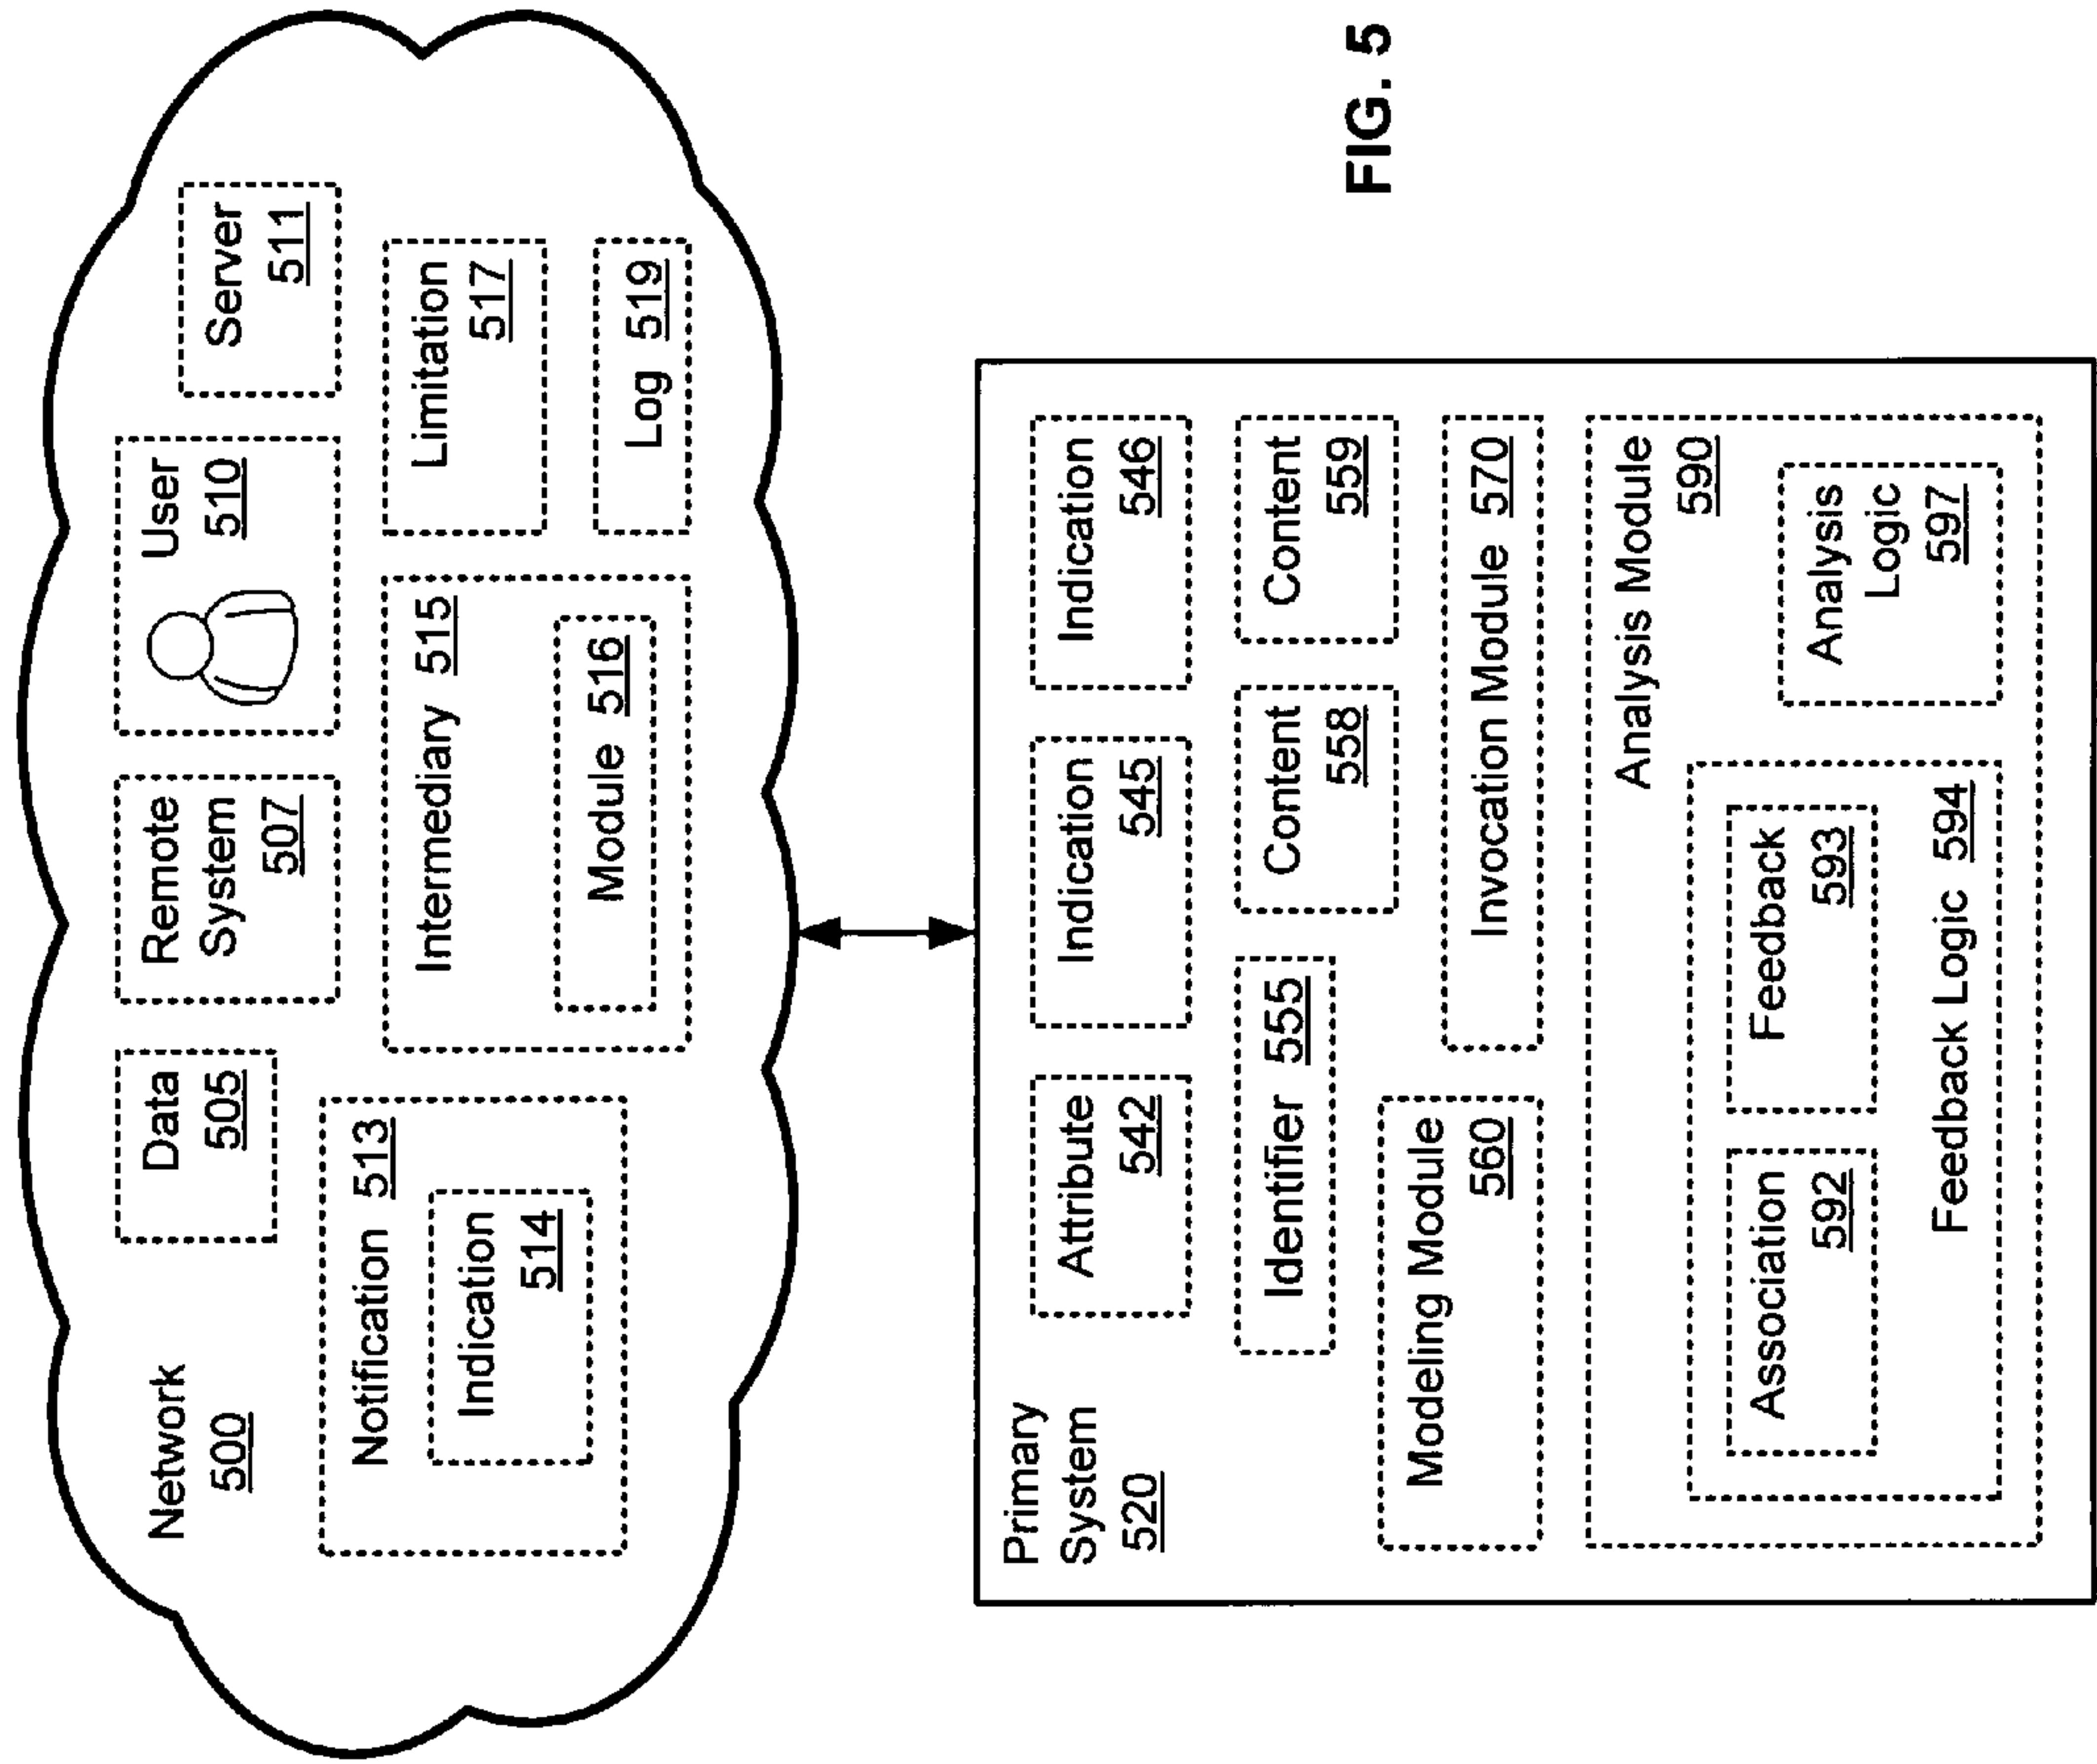 Network
500
Data
505
Remote
System
507
User
510
Server
511
Notification 513
Indication
514
Intermediary 515
Module 516
Limitation
517
Log 519
Primary
System
520
Attribute
542
Indication
545
Indication
546
Identifier 555
Content
558
Content
559
Modeling Module
560
Invocation Module 570
Analysis Module
590
Association
592
Feedback
593
Feedback Logic 594
Analysis
Logic
597
FIG. 5